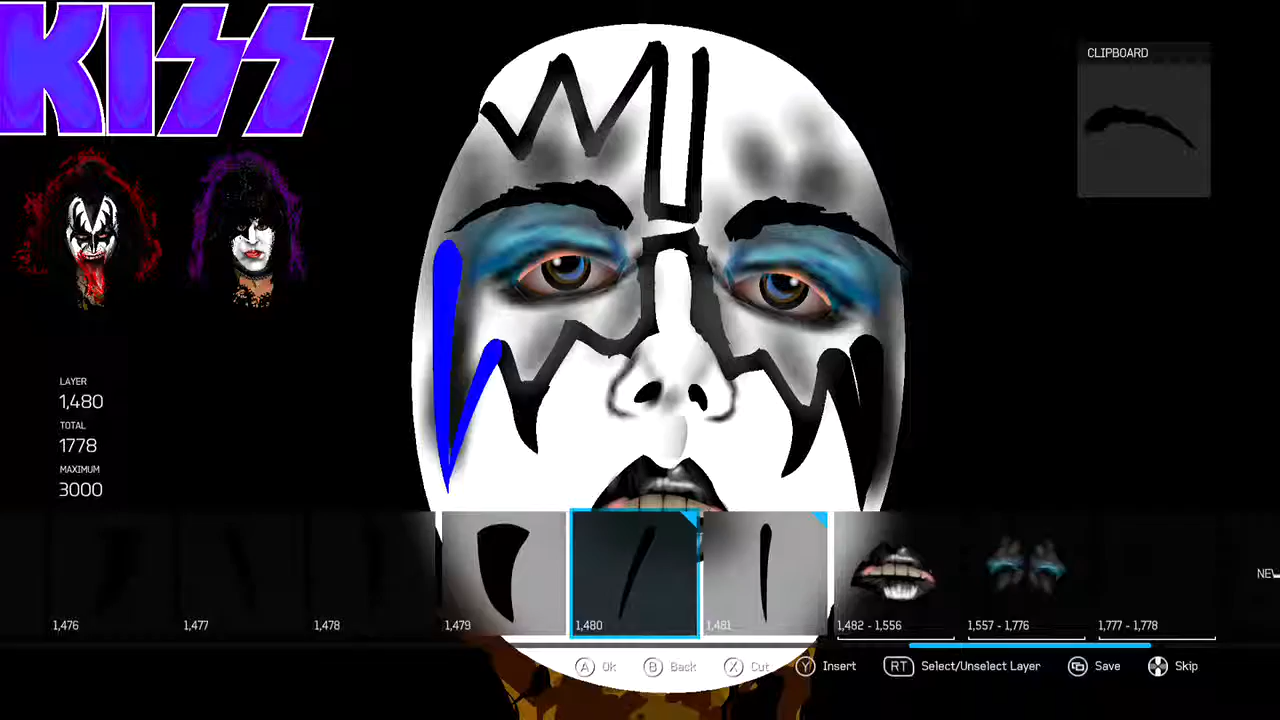 KISS
CLIPBOARD
LAYER
1,480
TOTAL
1778
MAXIMUM
3000
1,476
1,477
1,478
1,479
1,480
1,481
1,482 - 1,556
1,557 - 1,776
1,777 - 1,778
A Ok
B Back
X Cut
Y Insert
RT Select/Unselect Layer
Save
Skip